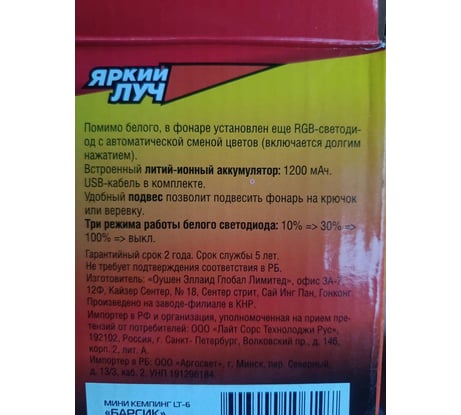 ЯРКИЙ
ЛУЧ
Помимо белого, в фонаре установлен еще RGB-светоди-
од с автоматической сменой цветов (включается долгим
нажатием).
Встроенный литий-ионный аккумулятор: 1200 мАч.
USB-кабель в комплекте.
Удобный подвес позволит подвесить фонарь на крючок
или веревку.
Три режима работы белого светодиода: 10% => 30% =>
100% => выкл.
Гарантийный срок 2 года. Срок службы 5 лет.
Не требует подтверждения соответствия в РБ.
Изготовитель: «Оушен Эллаид Глобал Лимитед», офис 3А-7,
12Ф, Кайзер Сентер, № 18, Сентер стрит, Сай Инг Пан, Гонконг.
Произведено на заводе-филиале в КНР.
Импортер в РФ и организация, уполномоченная на прием пре-
тензий от потребителей: ООО «Лайт Сорс Технолоджи Рус»,
192102, Россия, г. Санкт- Петербург, Волковский пр., д. 146,
корп. 2, лит. А.
Импортер в РБ: ООО «Аргосвет», г. Минск, пер. Северный,
д. 13/3, каб. 2. УНП 191296184.
МИНИ КЕМПИНГ LT-6
«БАРСИК»